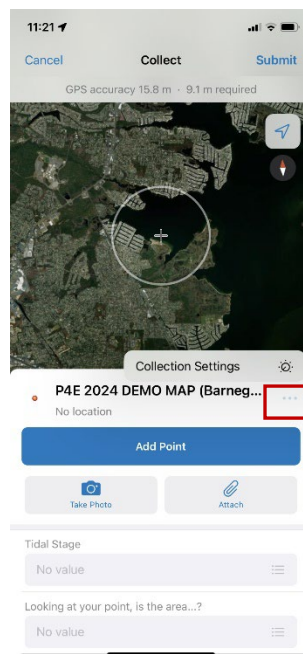 11:21
Cancel Collect Submit
GPS accuracy 15.8 m · 9.1 m required
Collection Settings
P4E 2024 DEMO MAP (Barneg...
No location
Add Point
Take Photo Attach
Tidal Stage
No value
Looking at your point, is the area...?
No value